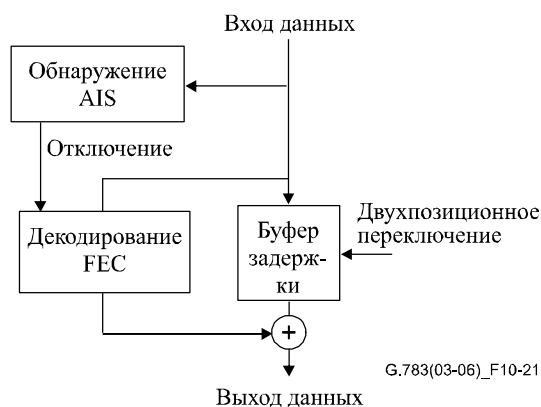 Вход данных
Обнаружение
AIS
Отключение
Декодирование
FEC
Буфер
задерж-
ки
Двухпозиционное
переключение
+
G.783(03-06)_F10-21
Выход данных